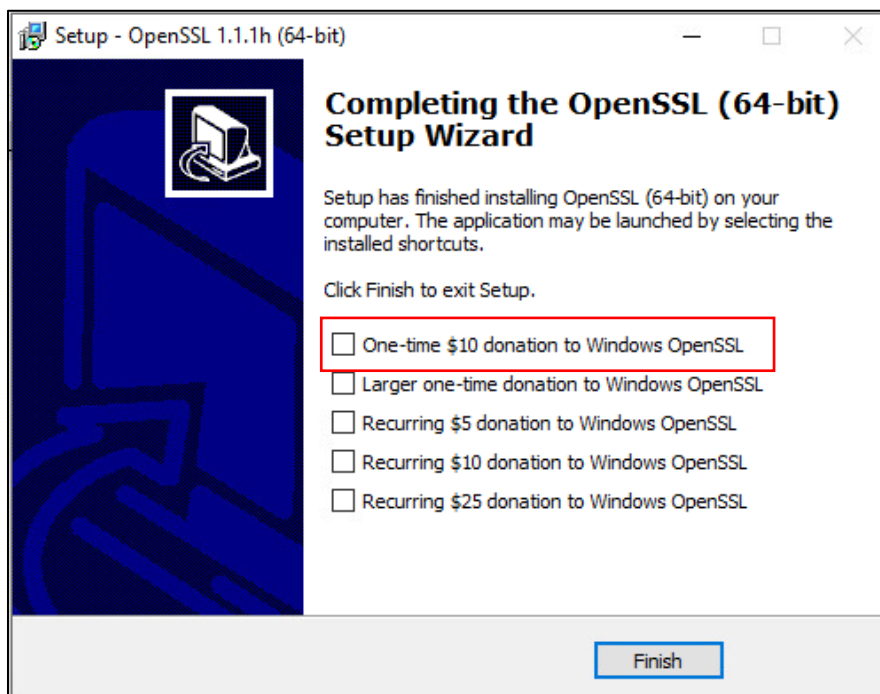 Setup - OpenSSL 1.1.1h (64-bit)
Completing the OpenSSL (64-bit)
Setup Wizard
Setup has finished installing OpenSSL (64-bit) on your
computer. The application may be launched by selecting the
installed shortcuts.
Click Finish to exit Setup.
One-time $10 donation to Windows OpenSSL
Larger one-time donation to Windows OpenSSL
Recurring $5 donation to Windows OpenSSL
Recurring $10 donation to Windows OpenSSL
Recurring $25 donation to Windows OpenSSL
Finish